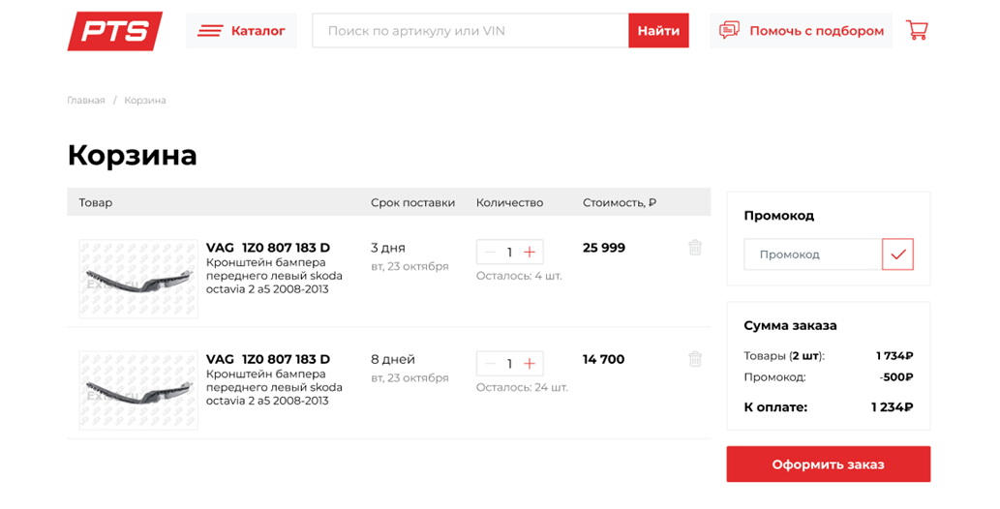 PTS
Каталог
Поиск по артикулу или VIN
Найти
Помочь с подбором
Главная / Корзина
Корзина
Товар
Срок поставки
Количество
Стоимость, ₽
VAG 1Z0 807 183 D
Кронштейн бампера
переднего левый skoda
octavia 2 a5 2008-2013
3 дня
вт, 23 октября
— 1 +
Осталось: 4 шт.
25 999
VAG 1Z0 807 183 D
Кронштейн бампера
переднего левый skoda
octavia 2 a5 2008-2013
8 дней
вт, 23 октября
— 1 +
Осталось: 24 шт.
14 700
Промокод
Промокод
Сумма заказа
Товары (2 шт): 1 734₽
Промокод: -500₽
К оплате: 1 234₽
Оформить заказ